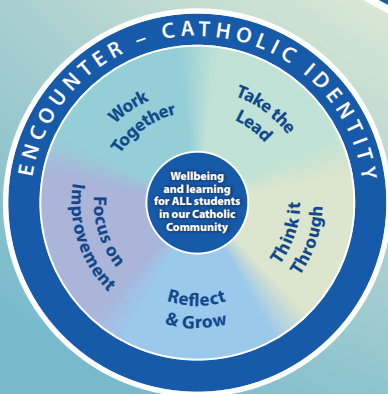 ENCOUNTER – CATHOLIC IDENTITY
Work
Together
Take the
Lead
Wellbeing
and learning
for ALL students
in our Catholic
Community
Focus on
Improvement
Think it
Through
Reflect
& Grow